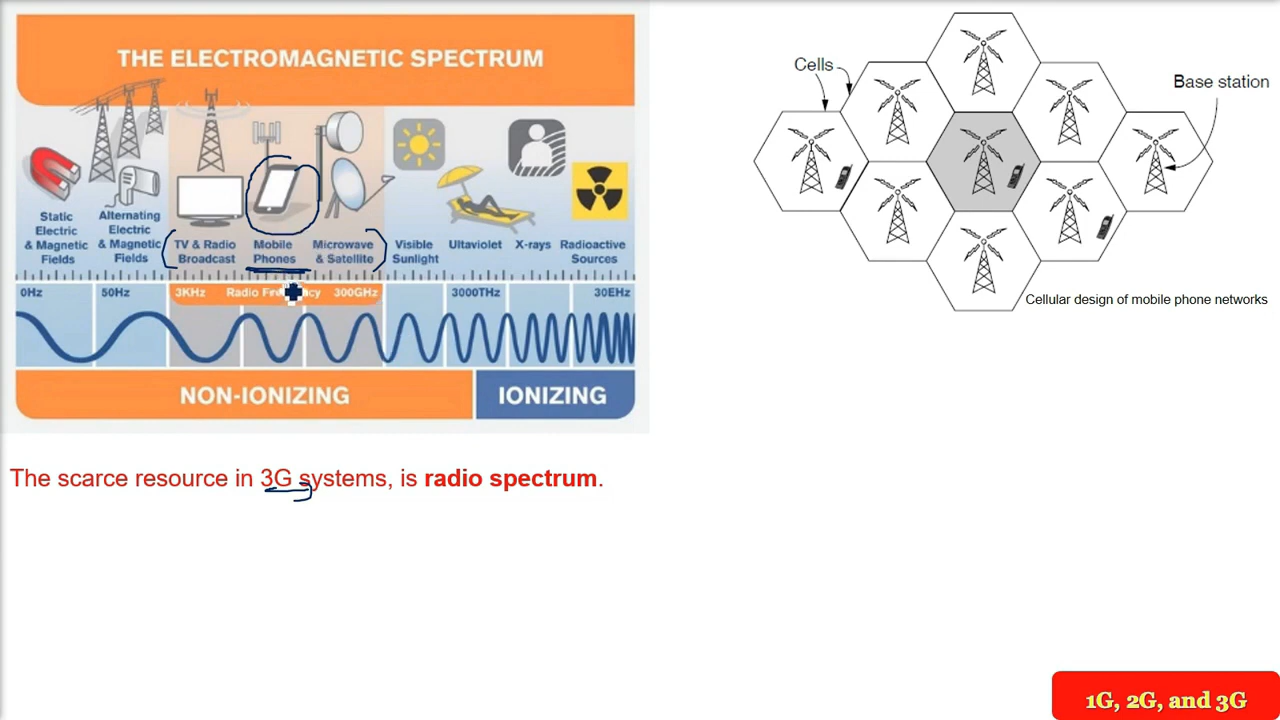 THE ELECTROMAGNETIC SPECTRUM
Static
Electric
& Magnetic
Fields
Alternating
Electric
& Magnetic
Fields
TV & Radio
Broadcast
Mobile
Phones
Microwave
& Satellite
Visible
Sunlight
Ultaviolet
X-rays
Radioactive
Sources
0Hz 50Hz 3KHz Radio 300GHz 3000THz 30EHz
NON-IONIZING IONIZING
Cells
Base station
Cellular design of mobile phone networks
The scarce resource in 3G systems, is radio spectrum.
1G, 2G, and 3G